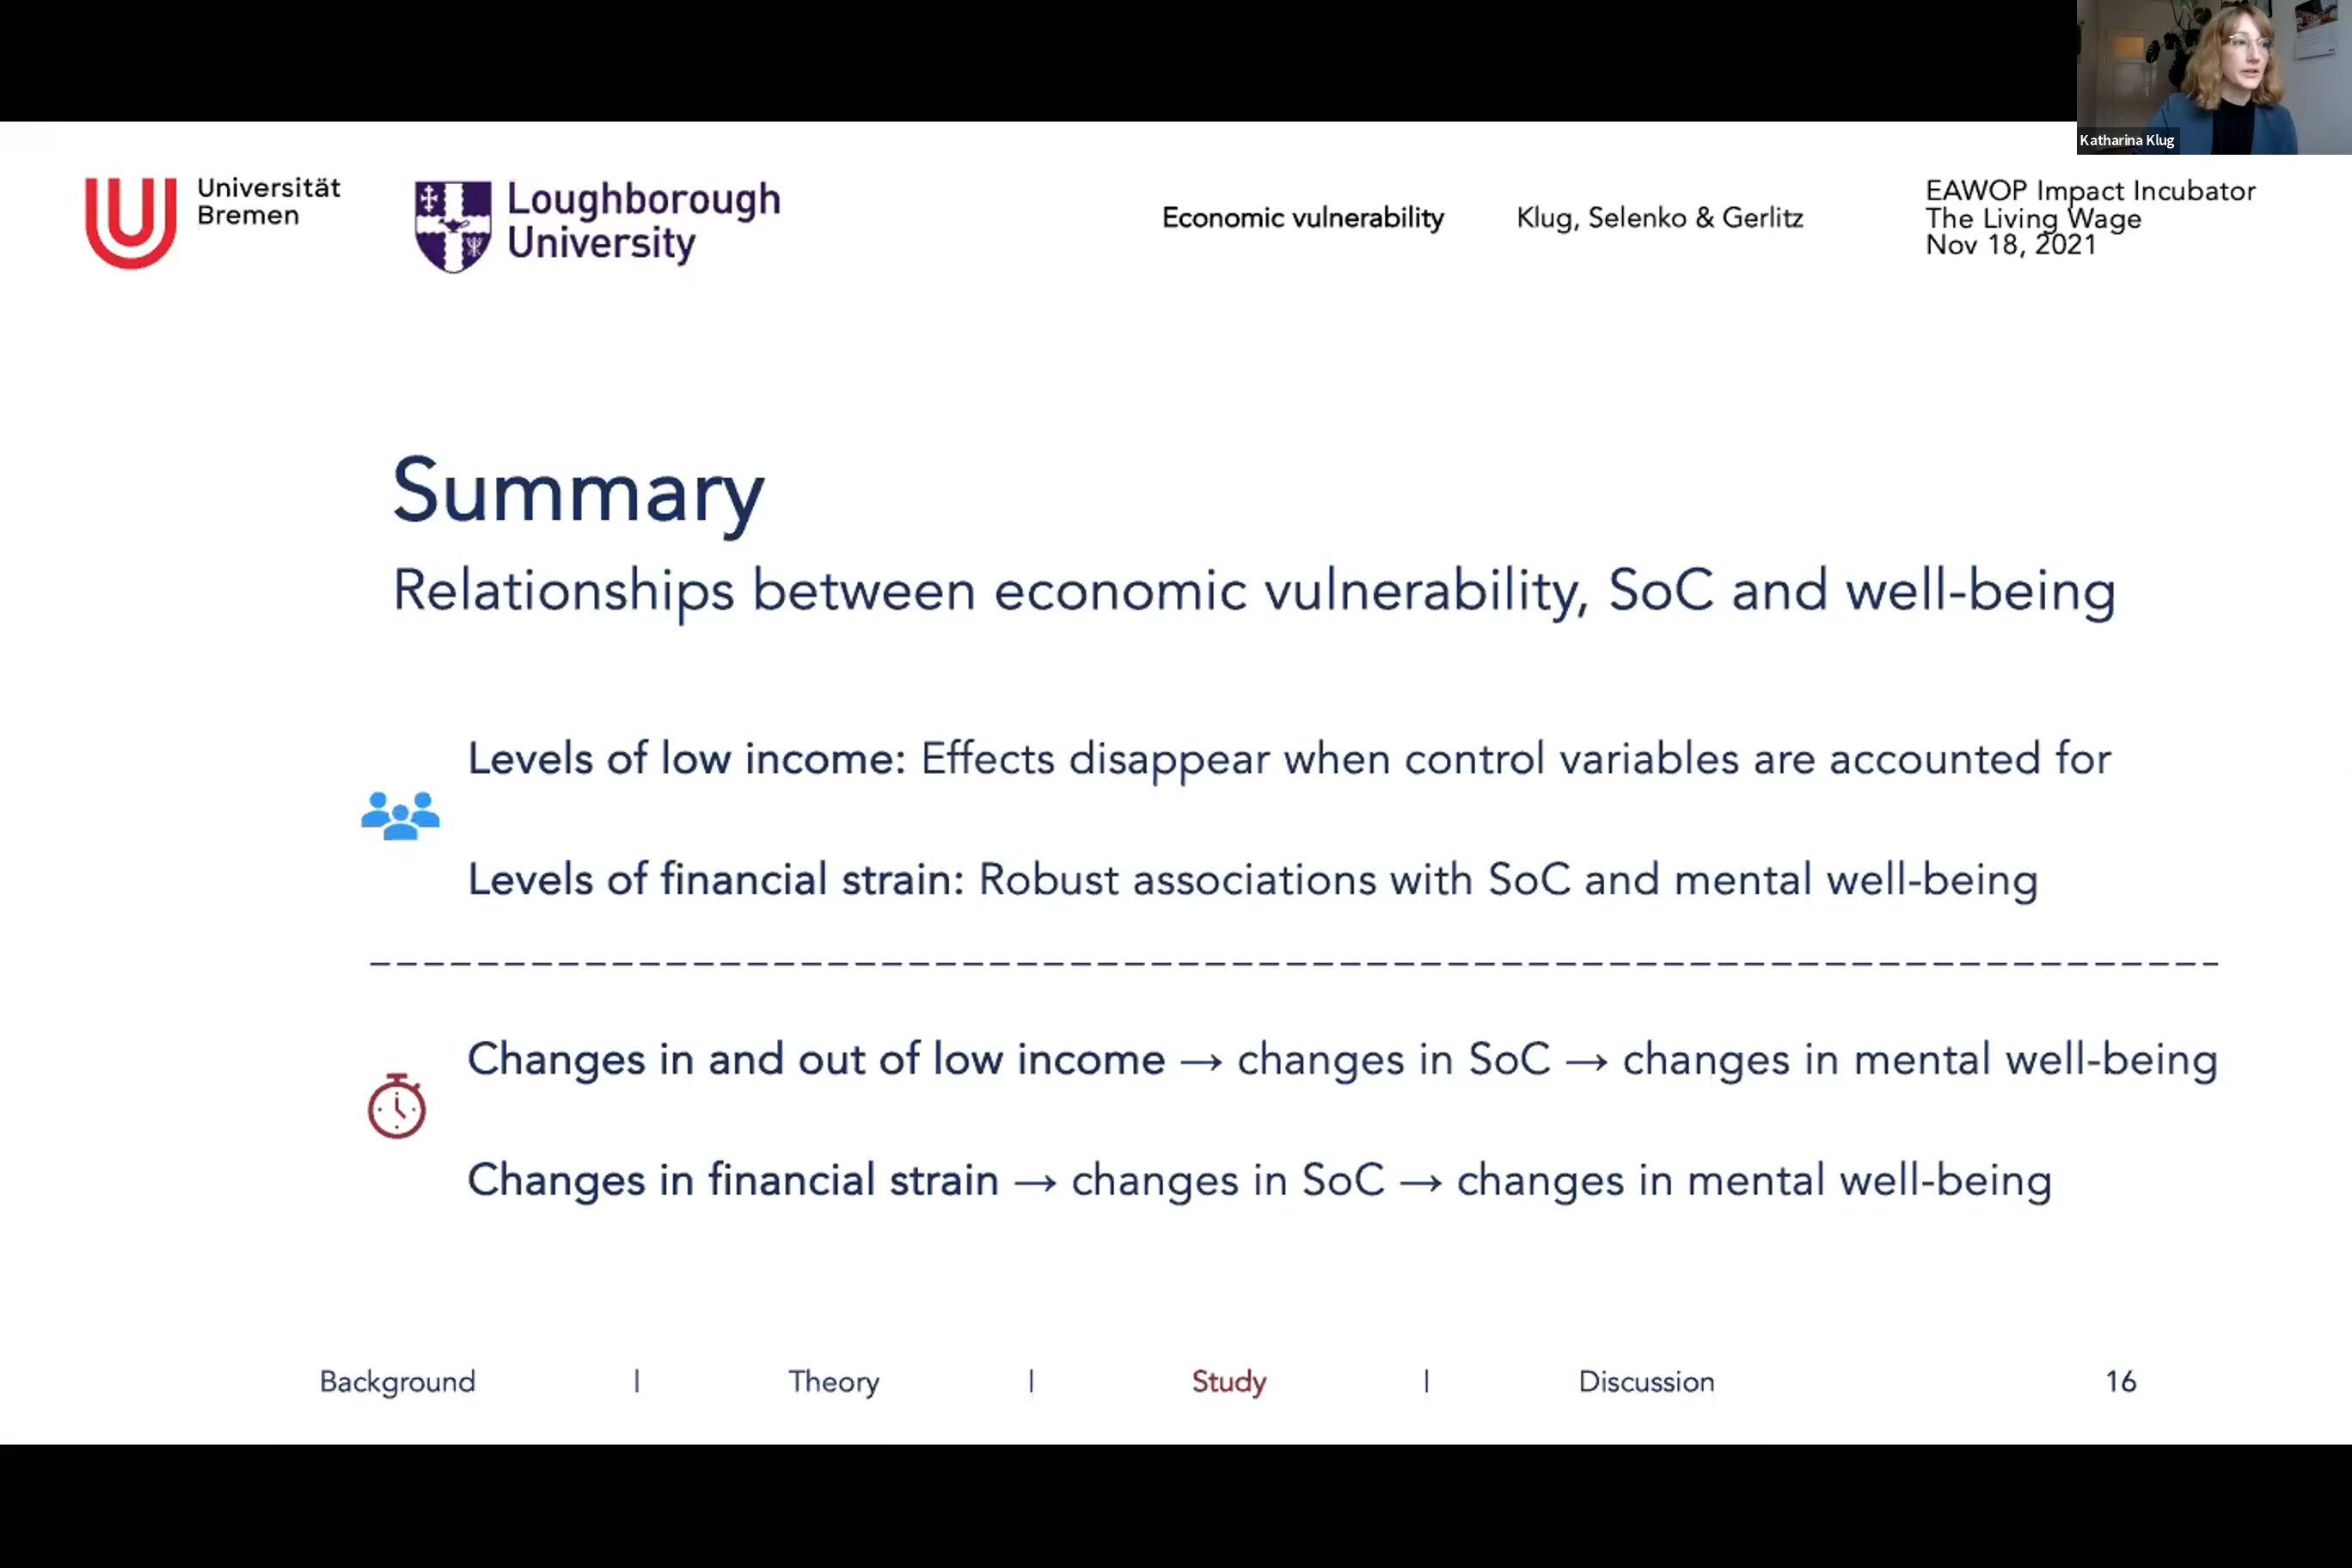 Katharina Klug
Universität
Bremen
Loughborough
University
Economic vulnerability
Klug, Selenko & Gerlitz
EAWOP Impact Incubator
The Living Wage
Nov 18, 2021
Summary
Relationships between economic vulnerability, SoC and well-being
Levels of low income: Effects disappear when control variables are accounted for
Levels of financial strain: Robust associations with SoC and mental well-being
Changes in and out of low income → changes in SoC → changes in mental well-being
Changes in financial strain → changes in SoC → changes in mental well-being
Background | Theory | Study | Discussion 16